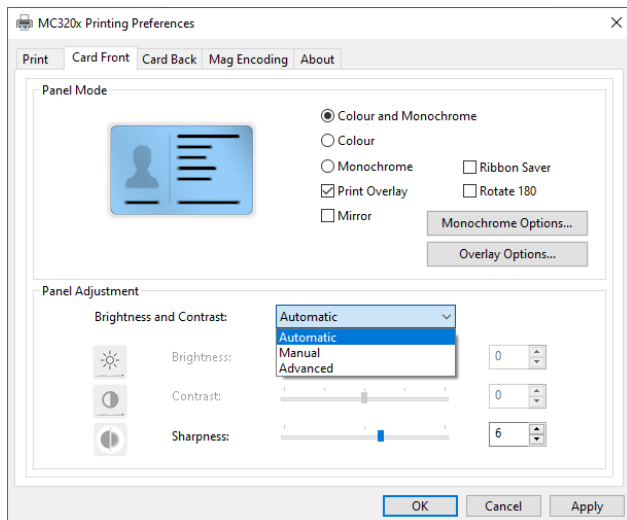 MC320x Printing Preferences
Print Card Front Card Back Mag Encoding About
Panel Mode
Colour and Monochrome
Colour
Monochrome Ribbon Saver
Print Overlay Rotate 180
Mirror Monochrome Options...
Overlay Options...
Panel Adjustment
Brightness and Contrast: Automatic
Automatic
Manual
Advanced
Brightness: 0
Contrast: 0
Sharpness: 6
OK Cancel Apply